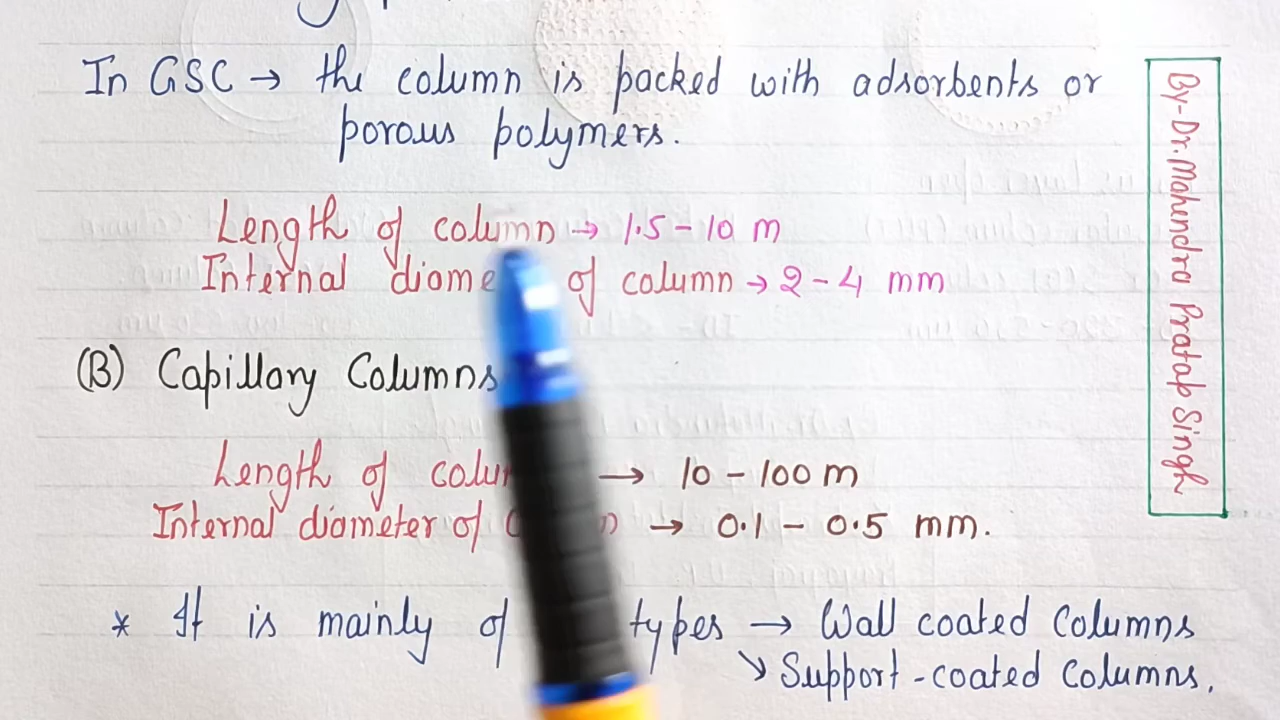 In GSC → the column is packed with adsorbents or
porous polymers.
Length of column → 1.5 - 10 m
Internal of column → 2 - 4 mm
(B) Capillary Columns
Length of → 10 - 100 m
Internal diameter of → 0.1 - 0.5 mm.
* It is mainly of types → Wall coated Columns
↘ Support-coated Columns.
By-Dr. Mahendra Pratap Singh